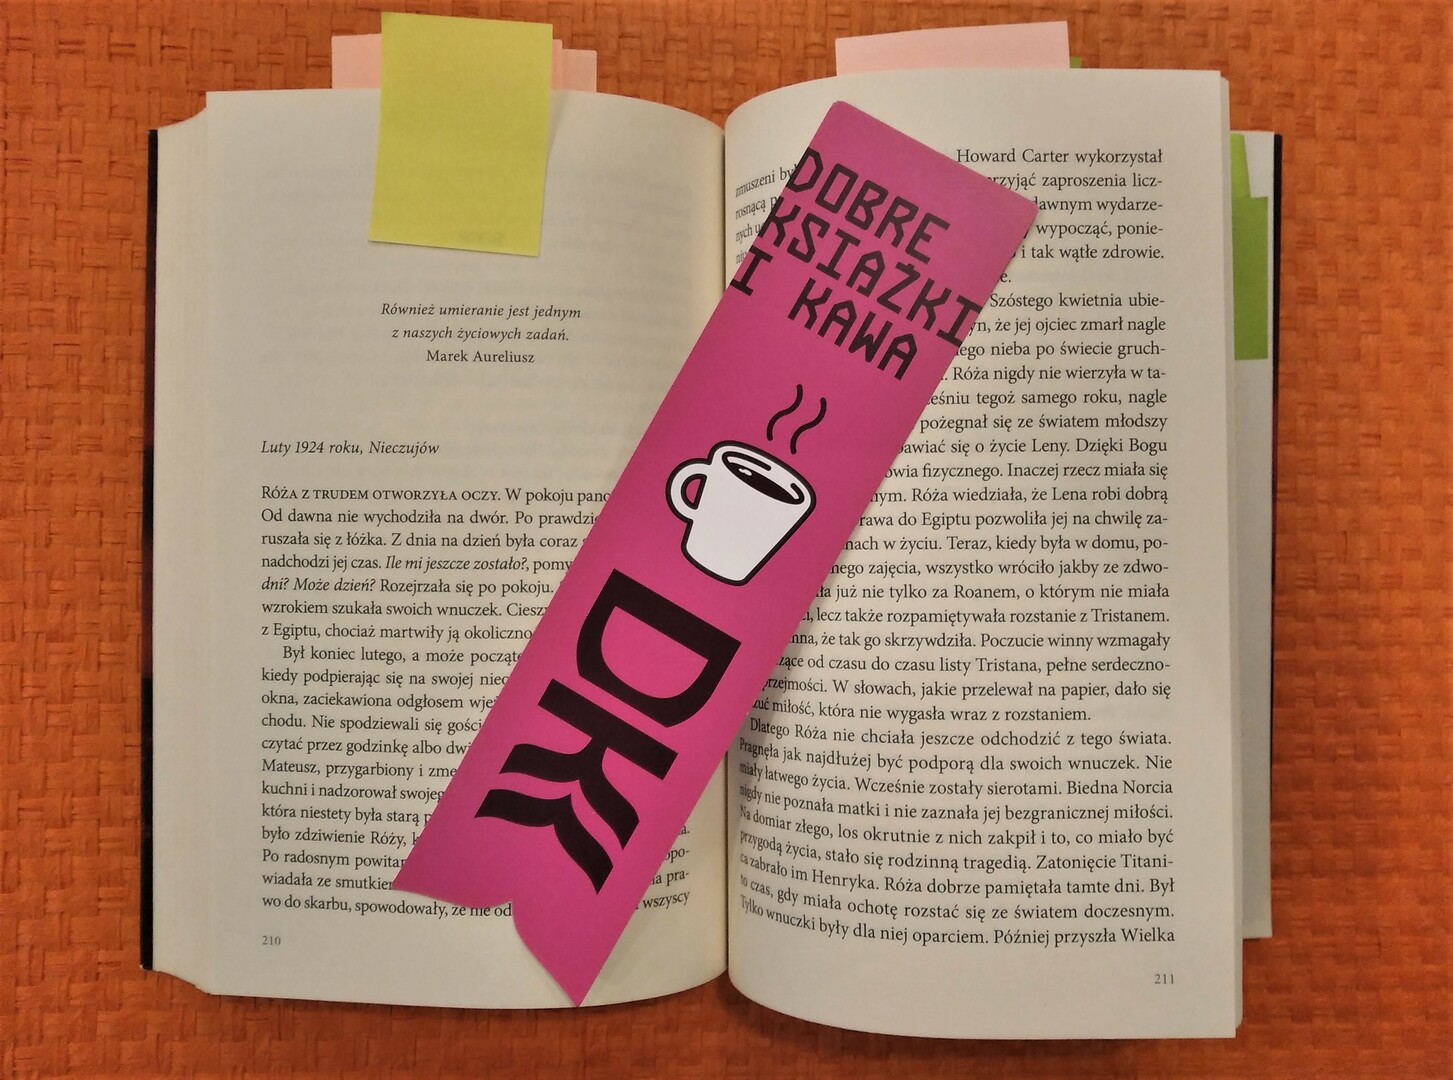 Również umieranie jest jednym
z naszych życiowych zadań.
Marek Aureliusz
Luty 1924 roku, Nieczujów
RÓŻA Z TRUDEM OTWORZYŁA OCZY. W pokoju
Od dawna nie wychodziła na dwór. Po
ruszała się z łóżka. Z dnia na dzień była coraz
nadchodzi jej czas. Ile mi jeszcze zostało?,
dni? Może dzień? Rozejrzała się po pokoju.
wzrokiem szukała swoich wnuczek.
z Egiptu, chociaż martwiły ją
Był koniec lutego, a może
kiedy podpierając się na swojej
okna, zaciekawiona odgłosem
chodu. Nie spodziewali się
czytać przez godzinkę albo
Mateusz, przygarbiony i
kuchni i nadzorował
która niestety była starą
było zdziwienie Róży,
Po radosnym
wiadała ze
wo do skarbu, spowodowały, że nie od wszyscy
210
DOBRE
KSIĄŻKI
I KAWA
DK
Howard Carter wykorzystał
zmuszeni przyjąć zaproszenia licz-
rosnącą dawnym wydarze-
nych wypocząć, ponie-
i tak wątłe zdrowie.
Szóstego kwietnia ubie-
że jej ojciec zmarł nagle
nieba po świecie gruch-
Róża nigdy nie wierzyła w ta-
tegoż samego roku, nagle
pożegnał się ze światem młodszy
się o życie Leny. Dzięki Bogu
fizycznego. Inaczej rzecz miała się
Róża wiedziała, że Lena robi dobrą
do Egiptu pozwoliła jej na chwilę za-
w życiu. Teraz, kiedy była w domu, po-
zajęcia, wszystko wróciło jakby ze zdwo-
już nie tylko za Roanem, o którym nie miała
lecz także rozpamiętywała rozstanie z Tristanem.
że tak go skrzywdziła. Poczucie winny wzmagały
od czasu do czasu listy Tristana, pełne serdeczno-
W słowach, jakie przelewał na papier, dało się
miłość, która nie wygasła wraz z rozstaniem.
Dlatego Róża nie chciała jeszcze odchodzić z tego świata.
Pragnęła jak najdłużej być podporą dla swoich wnuczek. Nie
miały łatwego życia. Wcześnie zostały sierotami. Biedna Norcia
nigdy nie poznała matki i nie zaznała jej bezgranicznej miłości.
Na domiar złego, los okrutnie z nich zakpił i to, co miało być
przygodą życia, stało się rodzinną tragedią. Zatonięcie Titani-
ca zabrało im Henryka. Róża dobrze pamiętała tamte dni. Był
to czas, gdy miała ochotę rozstać się ze światem doczesnym.
Tylko wnuczki były dla niej oparciem. Później przyszła Wielka
211